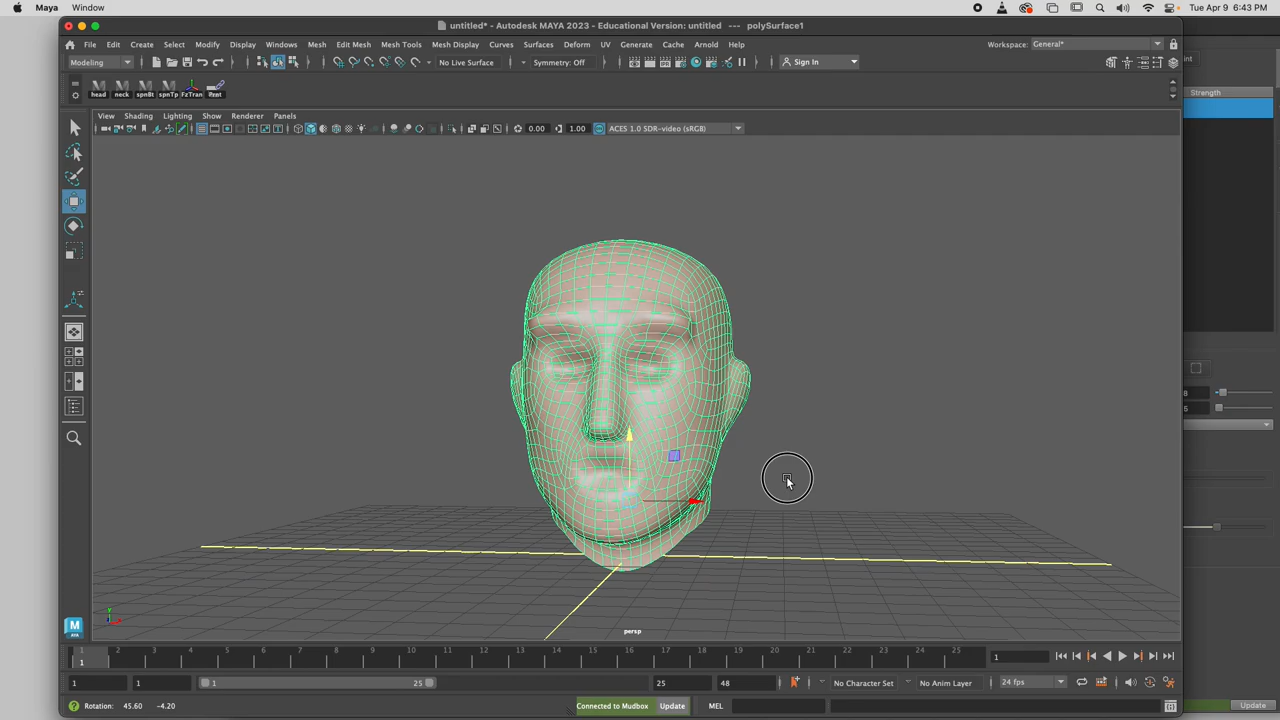 Maya Window Tue Apr 9 6:43 PM
untitled* - Autodesk MAYA 2023 - Educational Version: untitled --- polySurface1
File Edit Create Select Modify Display Windows Mesh Edit Mesh Mesh Tools Mesh Display Curves Surfaces Deform UV Generate Cache Arnold Help Workspace: General*
Modeling No Live Surface Symmetry: Off Sign In
head neck spnBt spnTp FzTran Prnt
Strength
View Shading Lighting Show Renderer Panels
0.00 1.00 ACES 1.0 SDR-video (sRGB)
persp
1 2 3 4 5 6 7 8 9 10 11 12 13 14 15 16 17 18 19 20 21 22 23 24 25
1 1
1 1 1 25 25 48 No Character Set No Anim Layer 24 fps
Rotation: 45.60 -4.20 Connected to Mudbox Update MEL Update